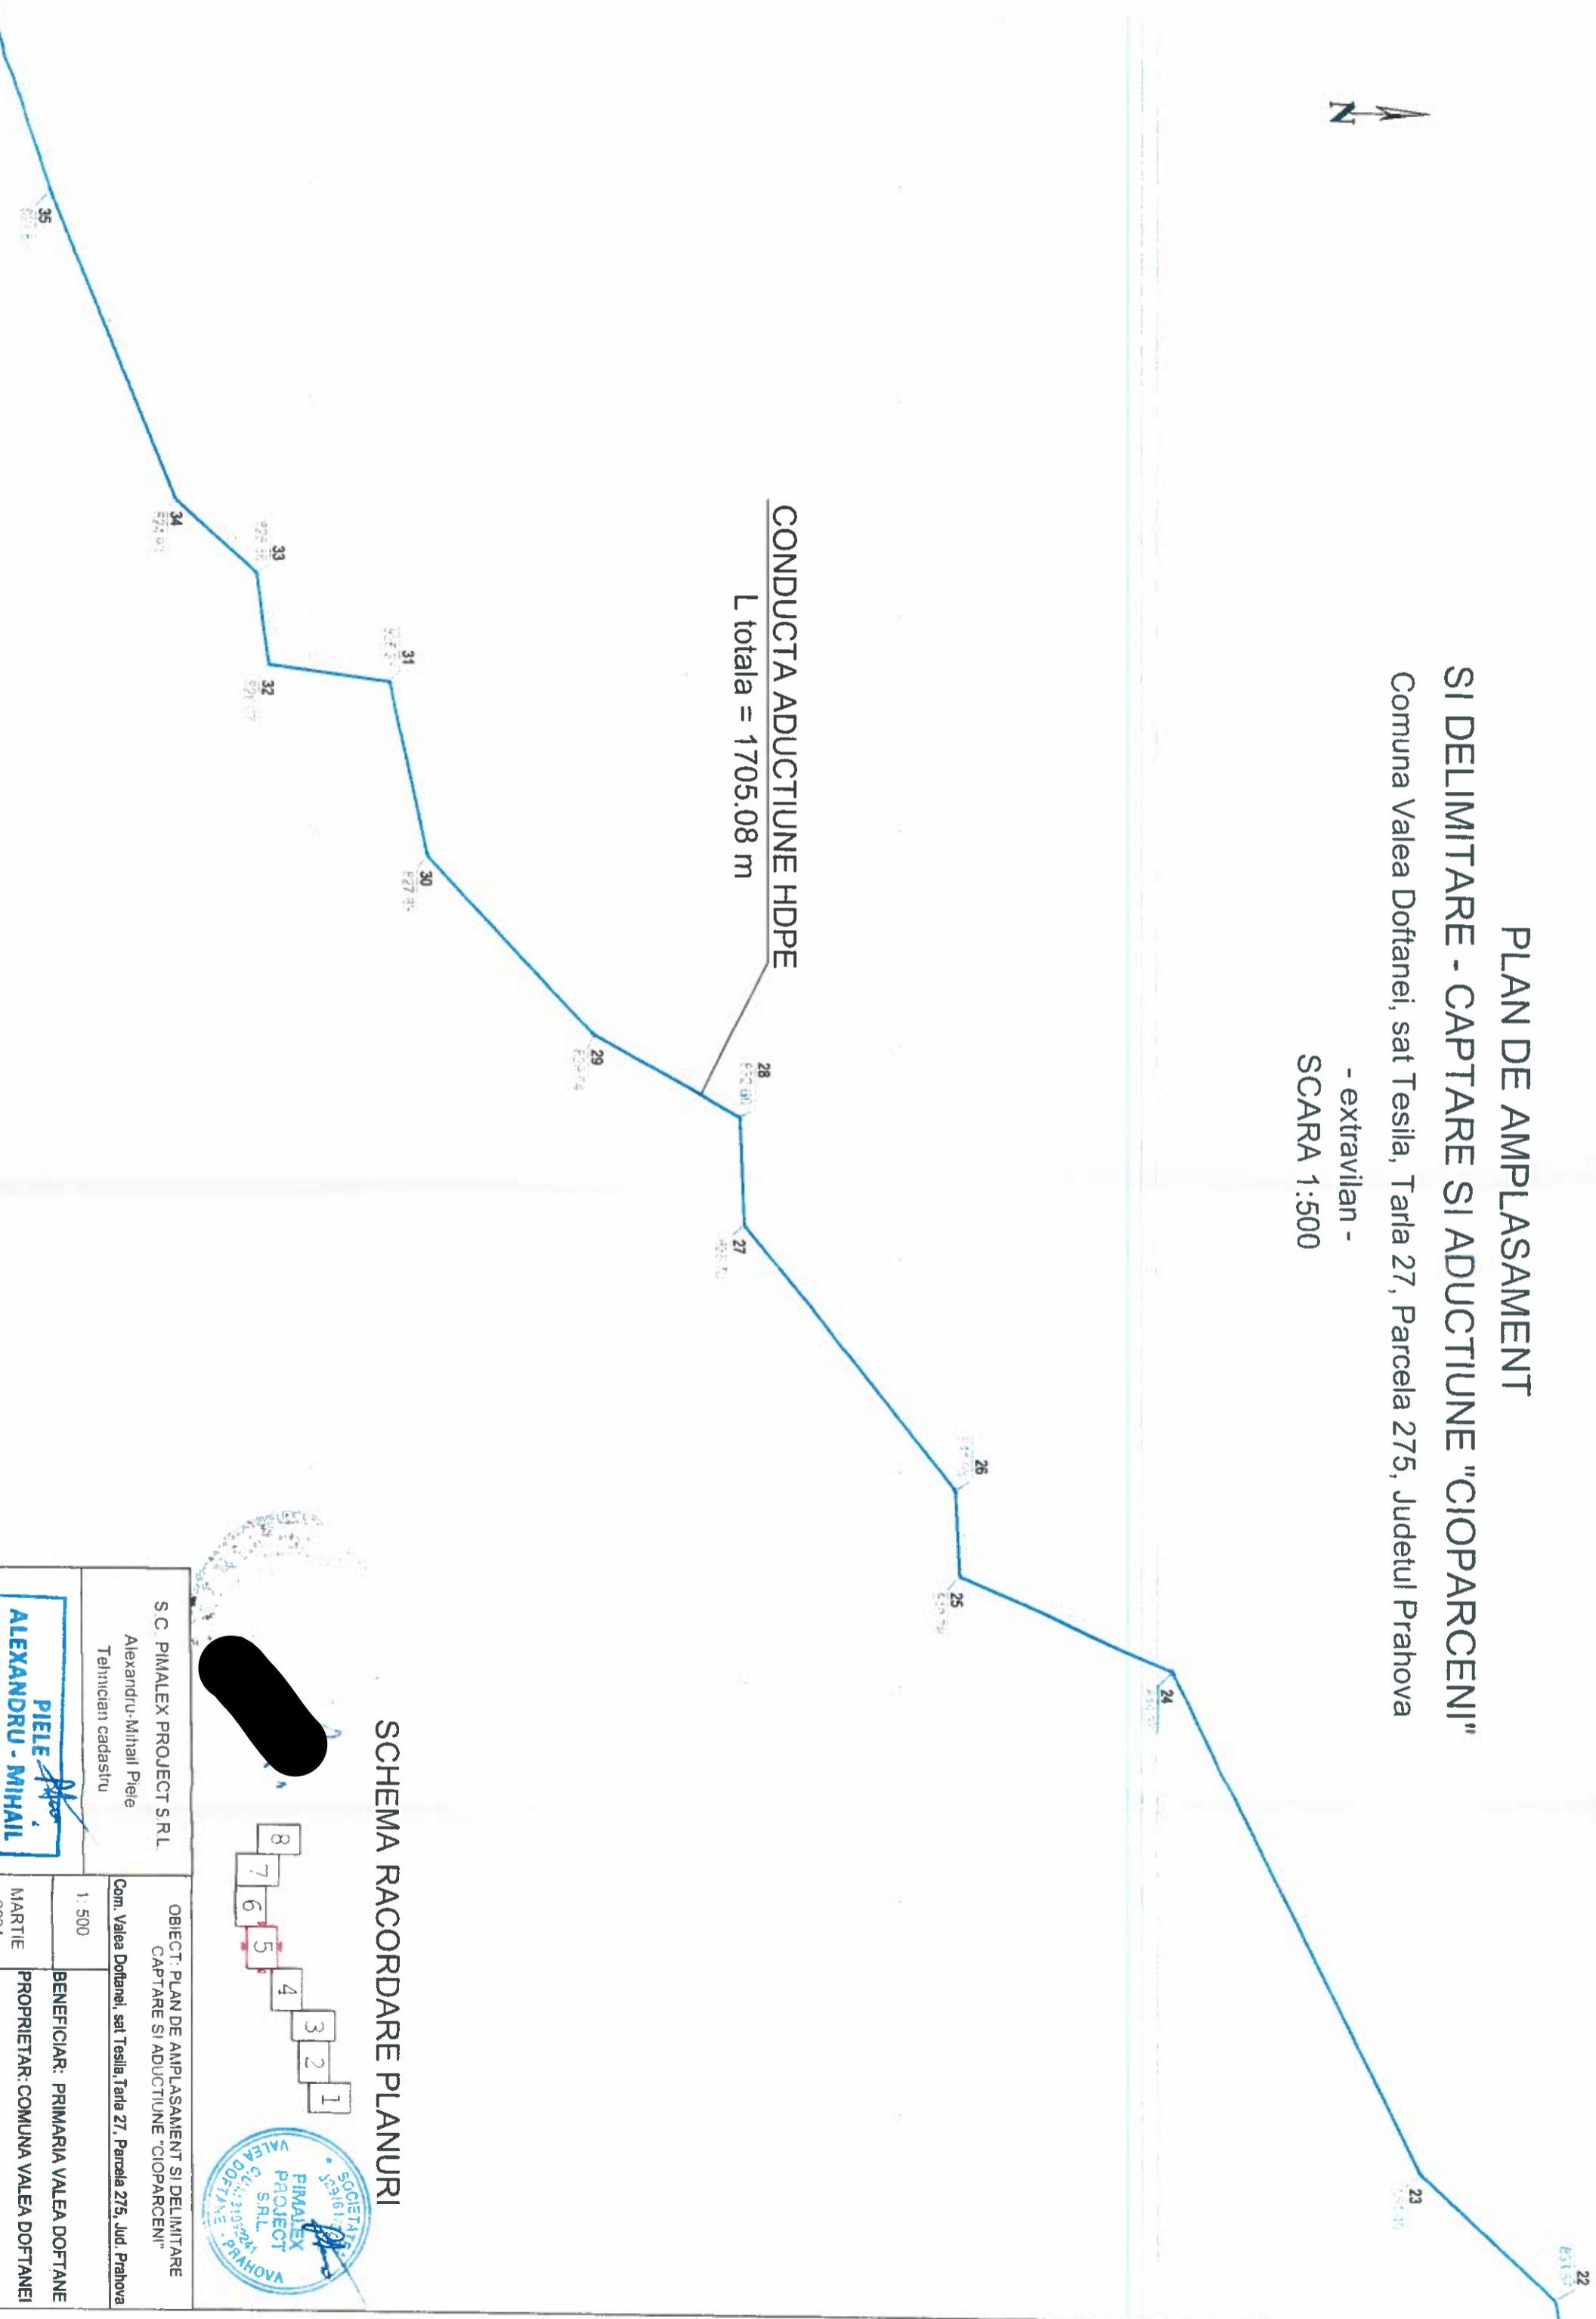 PLAN DE AMPLASAMENT
SI DELIMITARE - CAPTARE SI ADUCTIUNE "CIOPARCENI"
Comuna Valea Doftanei, sat Tesila, Tarla 27, Parcela 275, Judetul Prahova
- extravilan -
SCARA 1:500
N
22
23
24
25
26
27
28
29
30
31
32
33
34
35
CONDUCTA ADUCTIUNE HDPE
L totala = 1705.08 m
SCHEMA RACORDARE PLANURI
8 7 6 5 4 3 2 1
SOCIETATE
PIMALEX
PROJECT
S.R.L.
VALEA DOFTANE - PRAHOVA
S.C. PIMALEX PROJECT S.R.L.
Alexandru-Mihail Piele
Tehnician cadastru
PIELE
ALEXANDRU - MIHAIL
OBIECT: PLAN DE AMPLASAMENT SI DELIMITARE
CAPTARE SI ADUCTIUNE "CIOPARCENI"
Com. Valea Doftanei, sat Tesila,Tarla 27, Parcela 275, Jud. Prahova
1: 500
BENEFICIAR: PRIMARIA VALEA DOFTANE
MARTIE
PROPRIETAR: COMUNA VALEA DOFTANEI